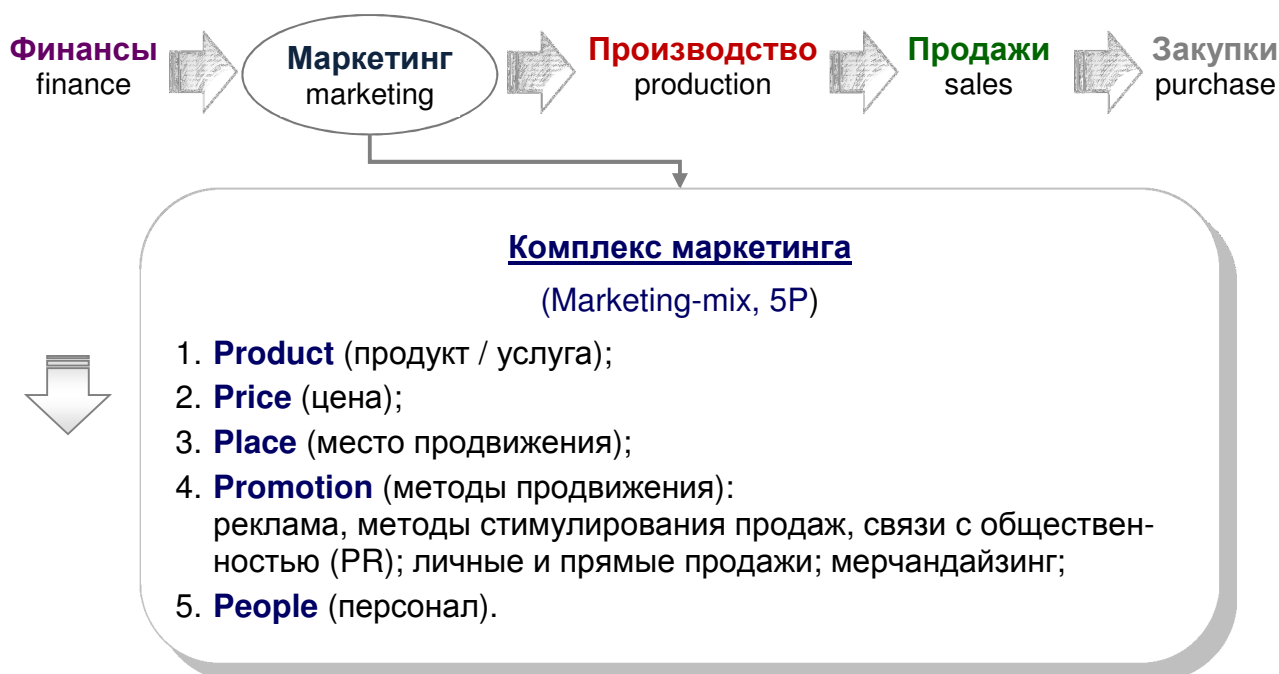 Финансы Маркетинг Производство Продажи Закупки
finance marketing production sales purchase
Комплекс маркетинга
(Marketing-mix, 5P)
1. Product (продукт / услуга);
2. Price (цена);
3. Place (место продвижения);
4. Promotion (методы продвижения):
реклама, методы стимулирования продаж, связи с обществен-
ностью (PR); личные и прямые продажи; мерчандайзинг;
5. People (персонал).